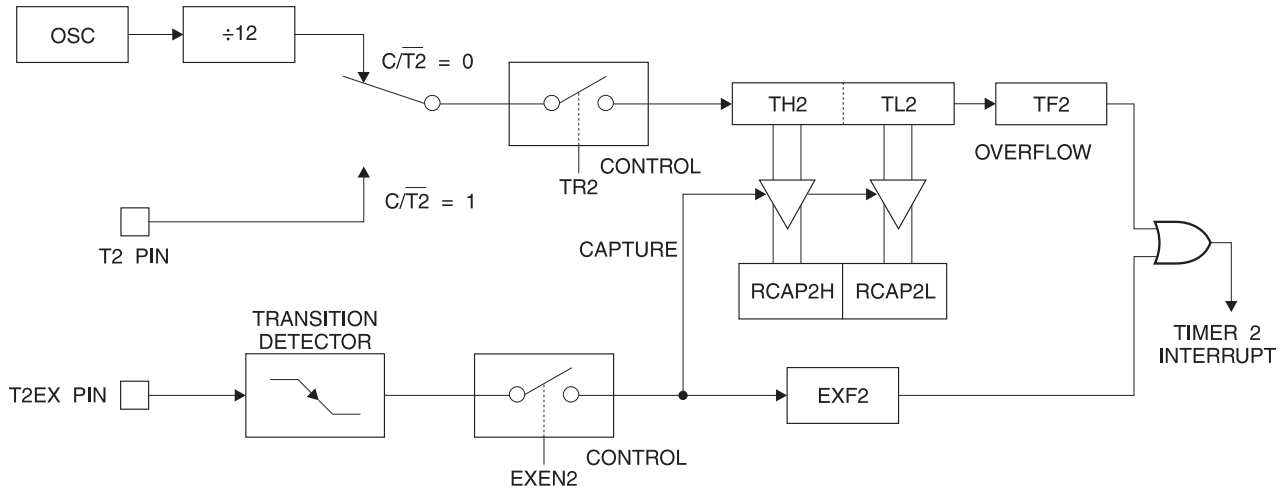 OSC
÷12
C/T2̅ = 0
TH2
TL2
TF2
OVERFLOW
CONTROL
TR2
C/T2̅ = 1
T2 PIN
CAPTURE
RCAP2H
RCAP2L
TRANSITION
DETECTOR
TIMER 2
INTERRUPT
T2EX PIN
EXF2
CONTROL
EXEN2